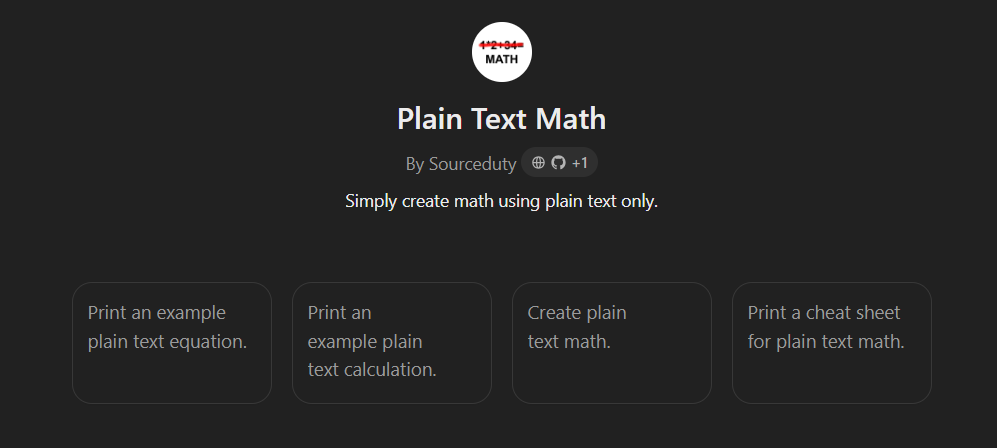 1*2+34=
MATH
Plain Text Math
By Sourceduty +1
Simply create math using plain text only.
Print an example
plain text equation.
Print an
example plain
text calculation.
Create plain
text math.
Print a cheat sheet
for plain text math.